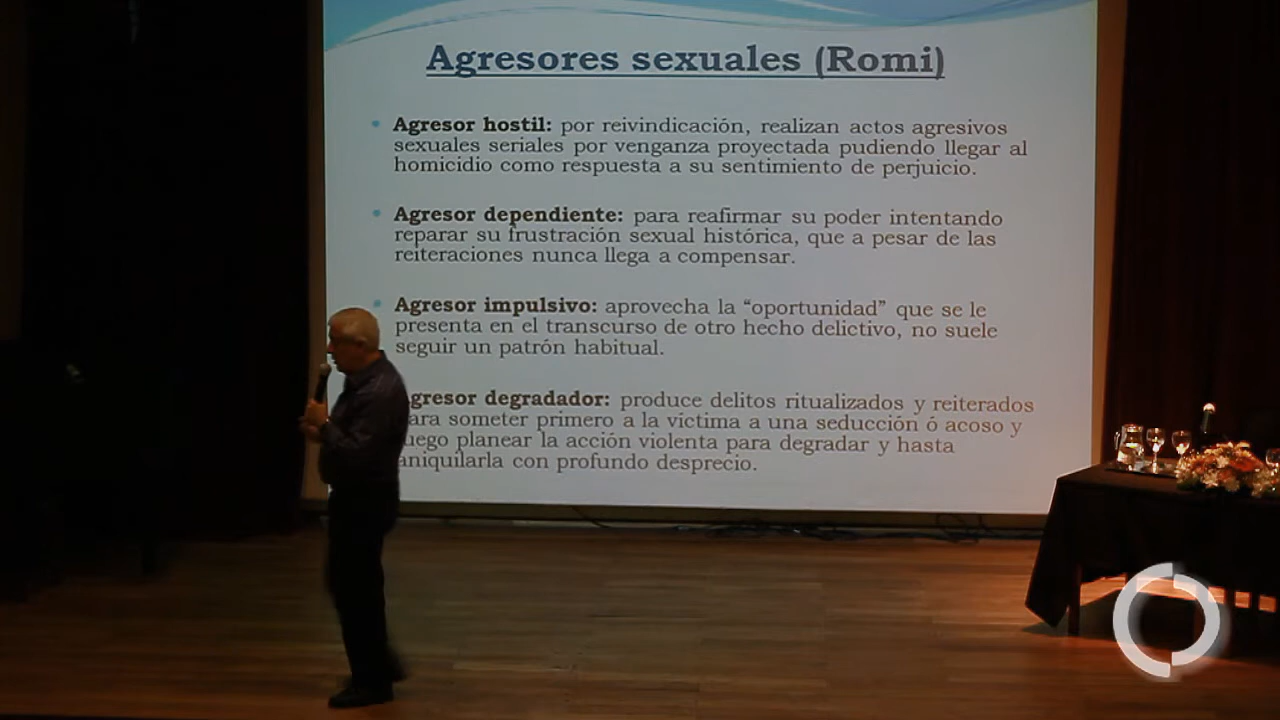 Agresores sexuales (Romi)
Agresor hostil: por reivindicación, realizan actos agresivos
sexuales seriales por venganza proyectada pudiendo llegar al
homicidio como respuesta a su sentimiento de perjuicio.
Agresor dependiente: para reafirmar su poder intentando
reparar su frustración sexual histórica, que a pesar de las
reiteraciones nunca llega a compensar.
Agresor impulsivo: aprovecha la “oportunidad” que se le
presenta en el transcurso de otro hecho delictivo, no suele
seguir un patrón habitual.
gresor degradador: produce delitos ritualizados y reiterados
ara someter primero a la víctima a una seducción ó acoso y
uego planear la acción violenta para degradar y hasta
aniquilarla con profundo desprecio.